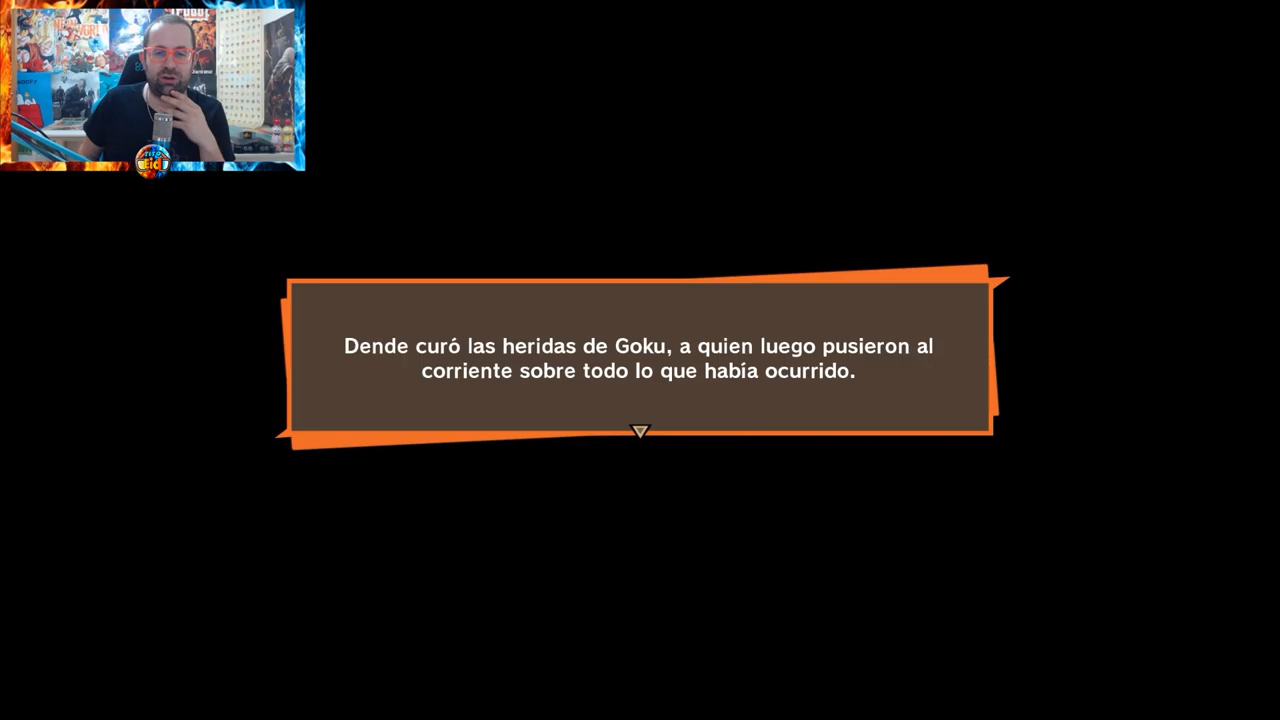 Dende curó las heridas de Goku, a quien luego pusieron al
corriente sobre todo lo que había ocurrido.